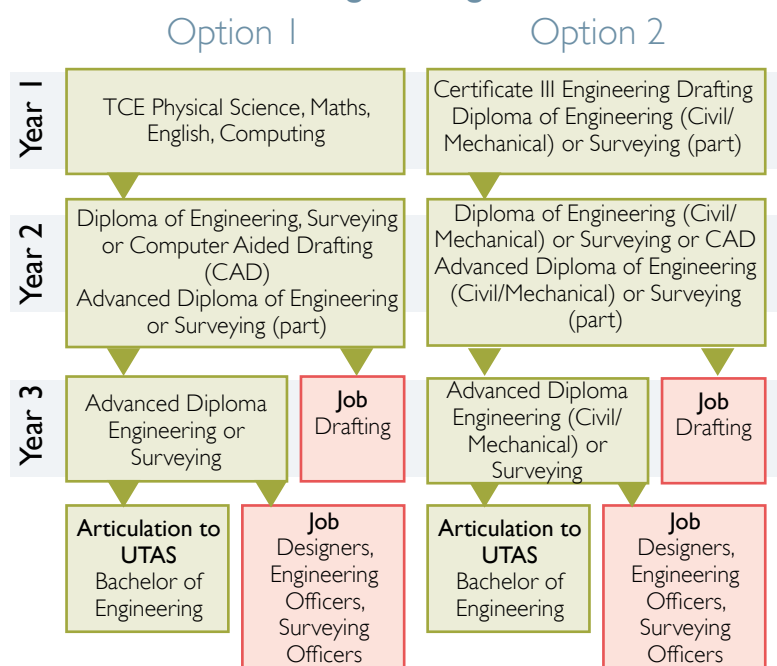 Option 1
Option 2
Year 1
TCE Physical Science, Maths,
English, Computing
Certificate III Engineering Drafting
Diploma of Engineering (Civil/
Mechanical) or Surveying (part)
Year 2
Diploma of Engineering, Surveying
or Computer Aided Drafting
(CAD)
Advanced Diploma of Engineering
or Surveying (part)
Diploma of Engineering (Civil/
Mechanical) or Surveying or CAD
Advanced Diploma of Engineering
(Civil/Mechanical) or Surveying
(part)
Year 3
Advanced Diploma
Engineering or
Surveying
Job
Drafting
Advanced Diploma
Engineering (Civil/
Mechanical) or
Surveying
Job
Drafting
Articulation to
UTAS
Bachelor of
Engineering
Job
Designers,
Engineering
Officers,
Surveying
Officers
Articulation to
UTAS
Bachelor of
Engineering
Job
Designers,
Engineering
Officers,
Surveying
Officers